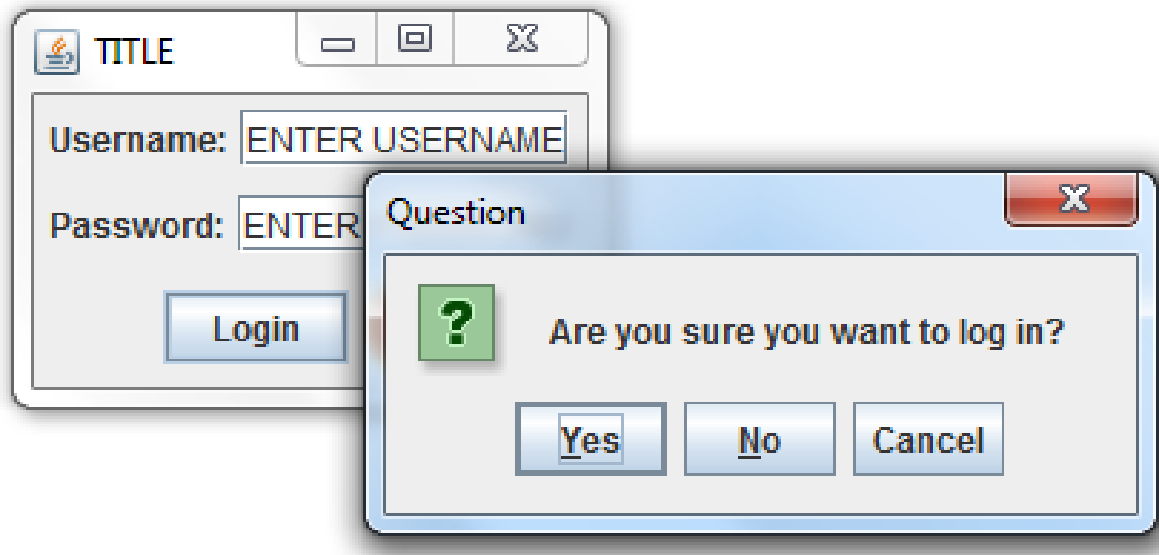 TITLE
Username: ENTER USERNAME
Password: ENTER
Login
Question
? Are you sure you want to log in?
Yes No Cancel